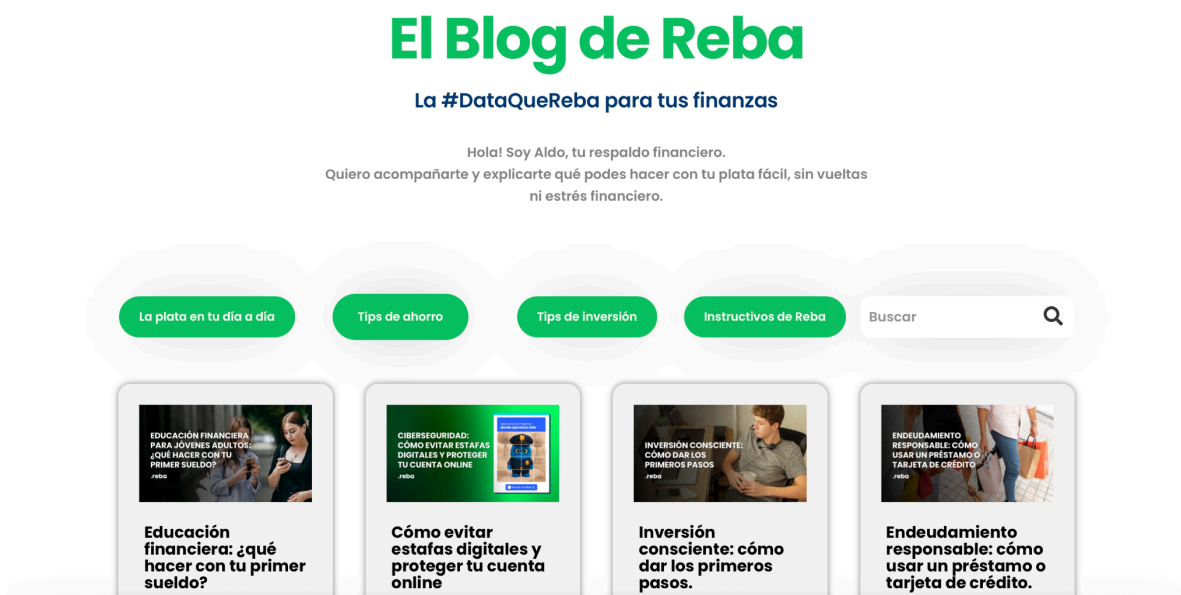 El Blog de Reba
La #DataQueReba para tus finanzas
Hola! Soy Aldo, tu respaldo financiero.
Quiero acompañarte y explicarte qué podes hacer con tu plata fácil, sin vueltas
ni estrés financiero.
La plata en tu día a día
Tips de ahorro
Tips de inversión
Instructivos de Reba
Buscar
EDUCACIÓN FINANCIERA
PARA JÓVENES ADULTOS:
¿QUÉ HACER CON TU
PRIMER SUELDO?
.reba
Educación
financiera: ¿qué
hacer con tu primer
sueldo?
CIBERSEGURIDAD:
CÓMO EVITAR ESTAFAS
DIGITALES Y PROTEGER
TU CUENTA ONLINE
.reba
Cómo evitar
estafas digitales y
proteger tu cuenta
online
INVERSIÓN CONSCIENTE:
CÓMO DAR LOS
PRIMEROS PASOS
.reba
Inversión
consciente: cómo
dar los primeros
pasos.
ENDEUDAMIENTO
RESPONSABLE: CÓMO
USAR UN PRÉSTAMO O
TARJETA DE CRÉDITO
.reba
Endeudamiento
responsable: cómo
usar un préstamo o
tarjeta de crédito.